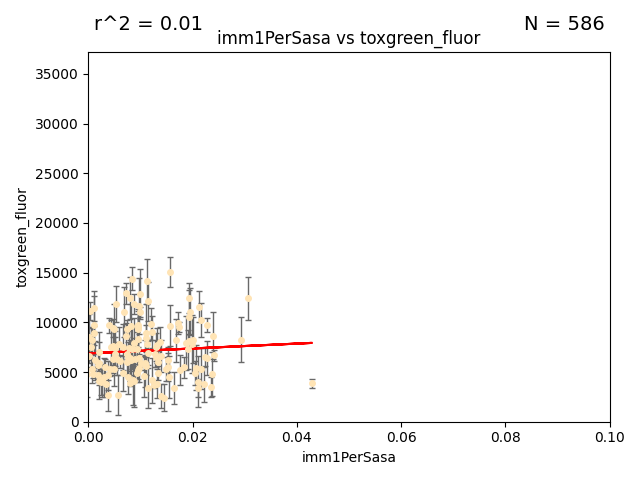 r^2 = 0.01
N = 586
imm1PerSasa vs toxgreen_fluor
toxgreen_fluor
35000
30000
25000
20000
15000
10000
5000
0
0.00
0.02
0.04
0.06
0.08
0.10
imm1PerSasa